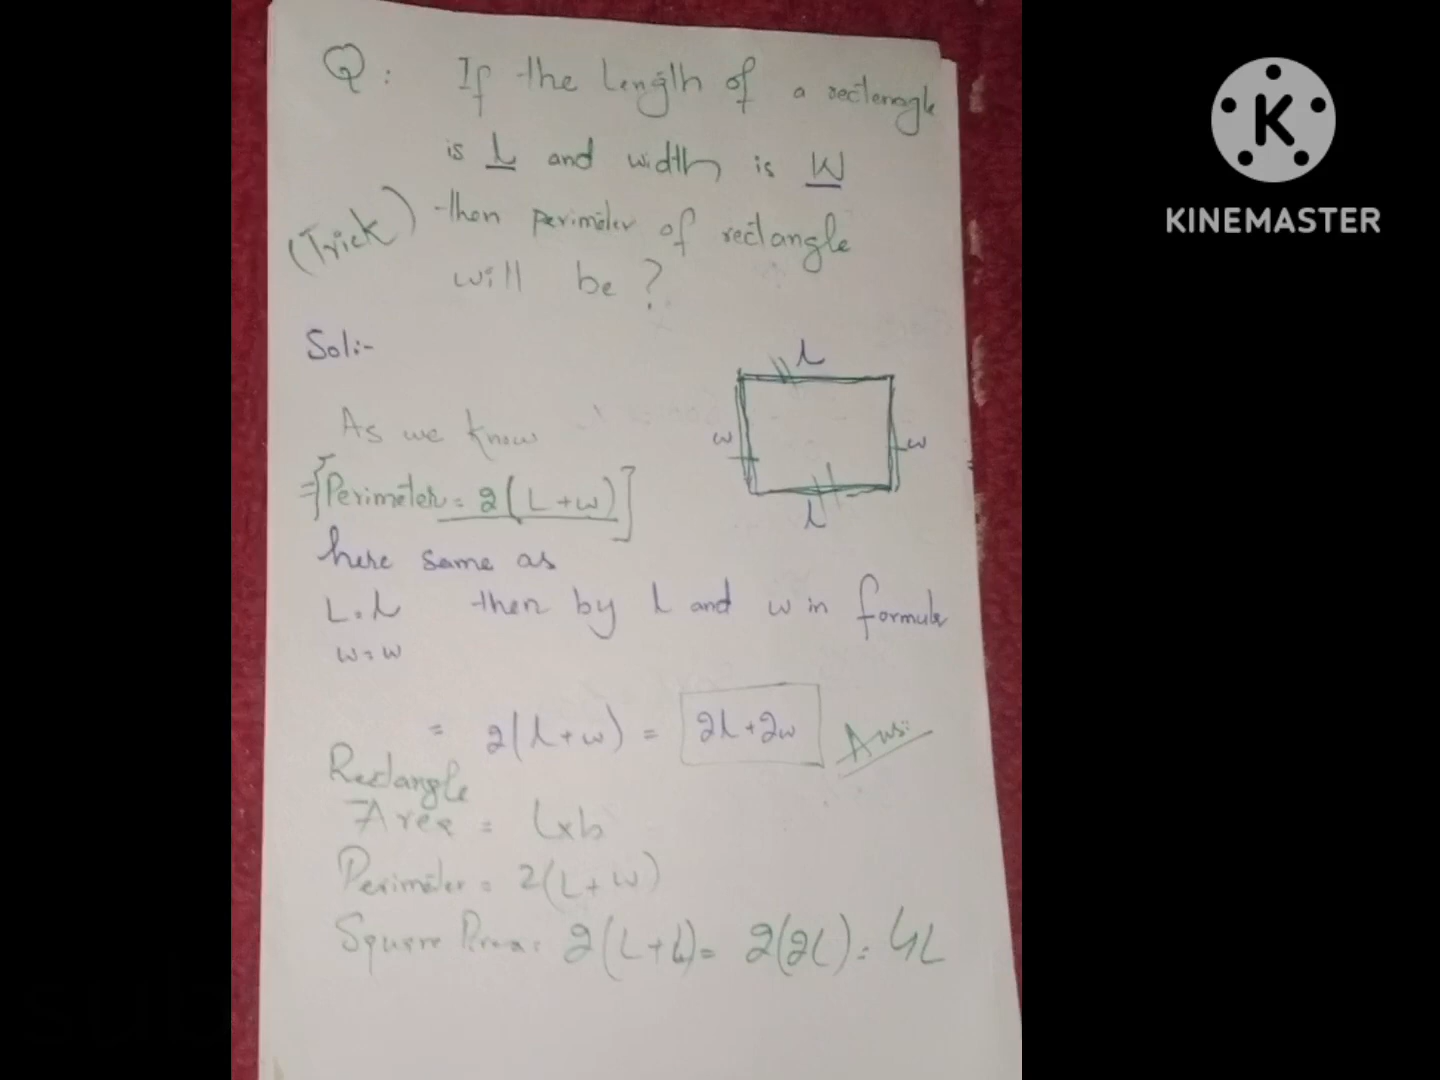 Q: If the length of a rectenagle
is L and width is W
(Trick) then perimeter of rectangle
will be?
Sol:-
As we know
Perimeter = 2(L+w)]
here same as
L = L then by L and w in formula
w = w
= 2(L+w) = 2L+2w Ans:
Rectangle
Area = L×b
Perimeter = 2(L+w)
Square = 2(L+L) = 2(2L) = 4L
L
w
w
L
K
KINEMASTER